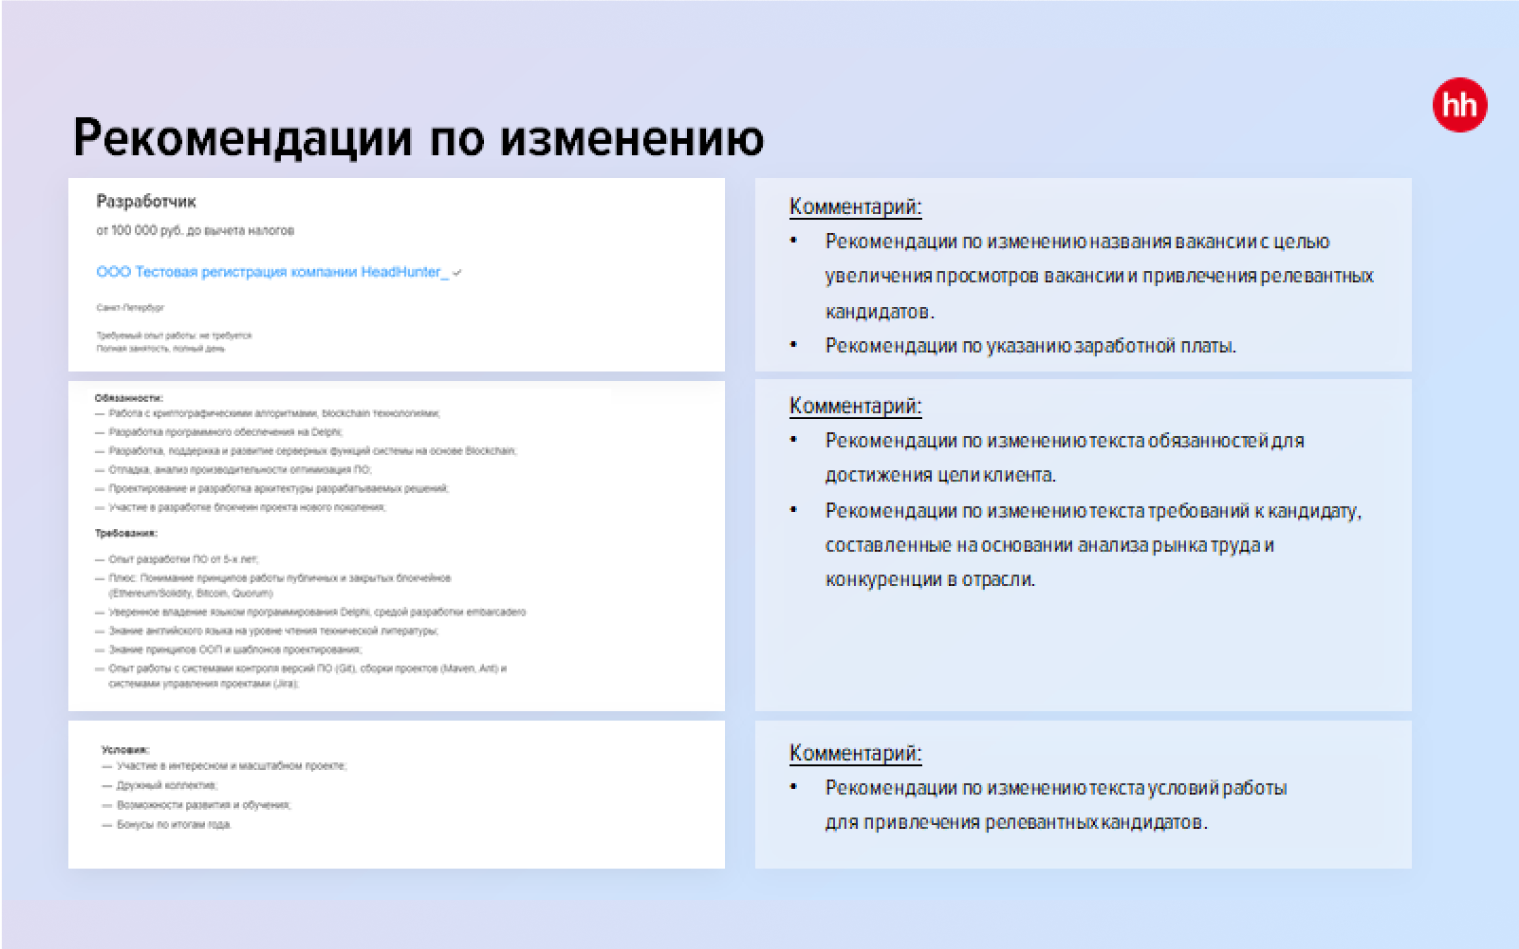 hh
Рекомендации по изменению
Разработчик
от 100 000 руб. до вычета налогов
ООО Тестовая регистрация компании HeadHunter_
Санкт-Петербург
Требуемый опыт работы: не требуется
Полная занятость, полный день
Комментарий:
• Рекомендации по изменению названия вакансии с целью
увеличения просмотров вакансии и привлечения релевантных
кандидатов.
• Рекомендации по указанию заработной платы.
Обязанности:
— Работа с криптографическими алгоритмами, blockchain технологиями;
— Разработка программного обеспечения на Delphi;
— Разработка, поддержка и развитие серверных функций системы на основе Blockchain;
— Отладка, анализ производительности оптимизация ПО;
— Проектирование и разработка архитектуры разрабатываемых решений;
— Участие в разработке блокчеин проекта нового поколения;
Требования:
— Опыт разработки ПО от 5-х лет;
— Плюс: Понимание принципов работы публичных и закрытых блокчейнов
(Ethereum/Solidity, Bitcoin, Quorum)
— Уверенное владение языком программирования Delphi, средой разработки embarcadero
— Знание английского языка на уровне чтения технической литературы;
— Знание принципов ООП и шаблонов проектирования;
— Опыт работы с системами контроля версий ПО (Git), сборки проектов (Maven, Ant) и
системами управления проектами (Jira);
Комментарий:
• Рекомендации по изменению текста обязанностей для
достижения цели клиента.
• Рекомендации по изменению текста требований к кандидату,
составленные на основании анализа рынка труда и
конкуренции в отрасли.
Условия:
— Участие в интересном и масштабном проекте;
— Дружный коллектив;
— Возможности развития и обучения;
— Бонусы по итогам года.
Комментарий:
• Рекомендации по изменению текста условий работы
для привлечения релевантных кандидатов.